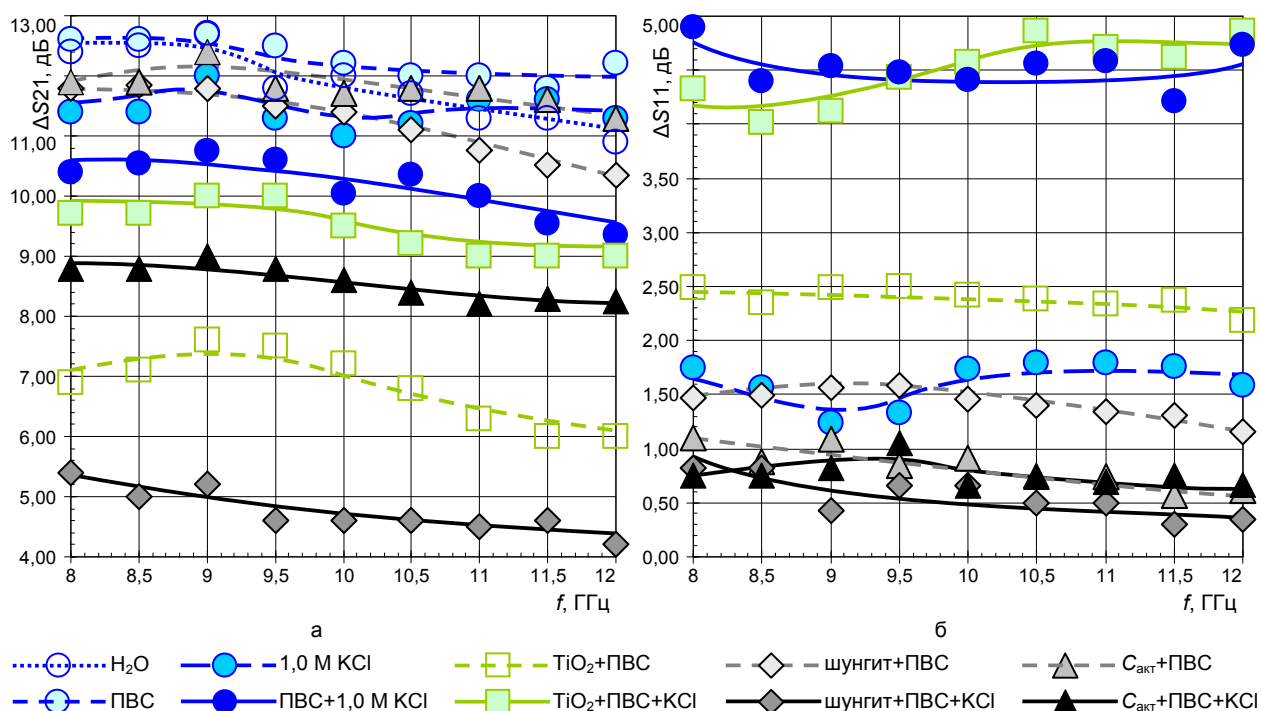 13,00
11,00
10,00
9,00
8,00
7,00
6,00
5,00
4,00
ΔS21, дБ
8 8,5 9 9,5 10 10,5 11 11,5 12
f, ГГц
а
5,00
3,50
3,00
2,50
2,00
1,50
1,00
0,50
0,00
ΔS11, дБ
8 8,5 9 9,5 10 10,5 11 11,5 12
f, ГГц
б
H₂O 1,0 М KCl TiO₂+ПВС шунгит+ПВС Cакт+ПВС
ПВС ПВС+1,0 М KCl TiO₂+ПВС+KCl шунгит+ПВС+KCl Cакт+ПВС+KCl